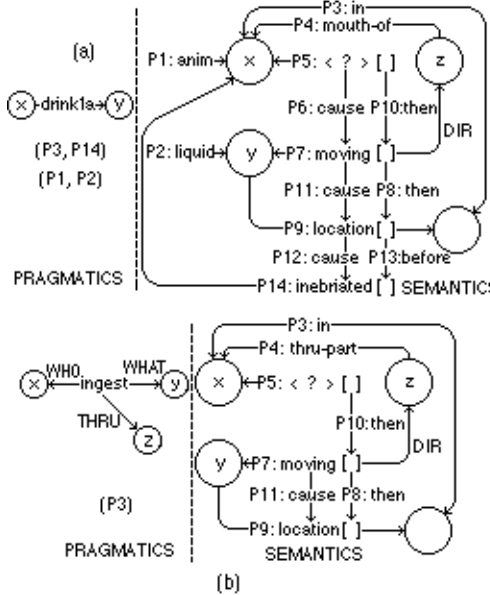 P3: in
P4: mouth-of
(a)
P1: anim
x
P5: < ? > [ ]
z
x
drink1a
y
P6: cause
P10:then
DIR
(P3, P14)
P2: liquid
y
P7: moving [ ]
(P1, P2)
P11: cause
P8: then
P9: location [ ]
P12: cause
P13:before
PRAGMATICS
P14: inebriated [ ]
SEMANTICS
P3: in
P4: thru-part
WHO
WHAT
x
ingest
y
x
P5: < ? > [ ]
z
THRU
P10:then
z
DIR
y
P7: moving [ ]
(P3)
P11: cause
P8: then
P9: location [ ]
PRAGMATICS
SEMANTICS
(b)